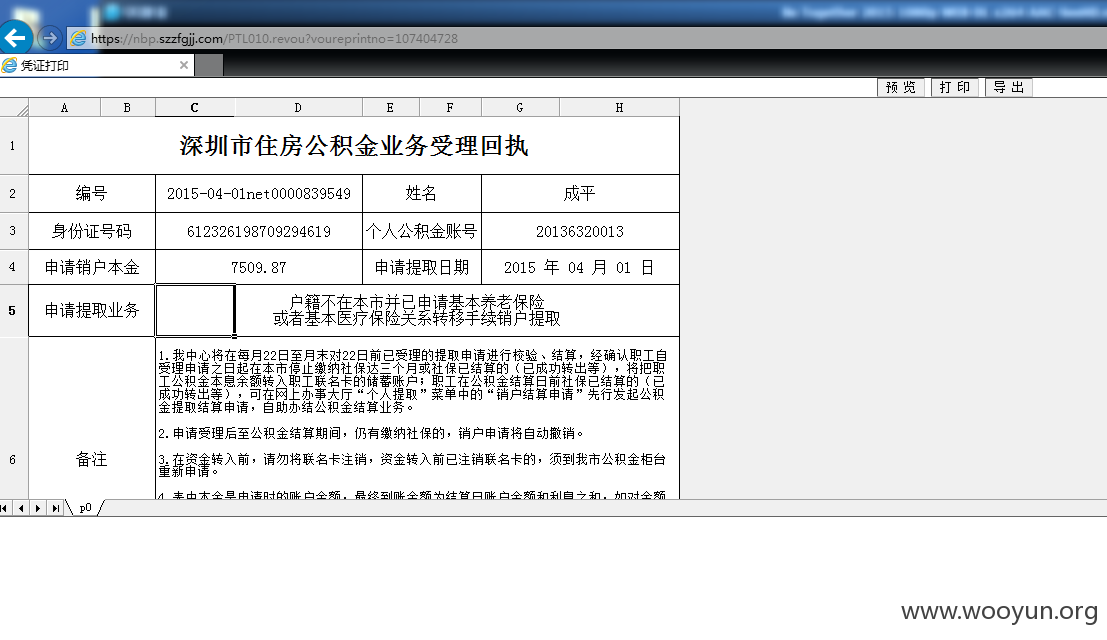 https://nbp.szzfgjj.com/PTL010.revou?voureprintno=107404728
凭证打印 ×
预 览 打 印 导 出
A B C D E F G H
1 深圳市住房公积金业务受理回执
2 编号 2015-04-01net0000839549 姓名 成平
3 身份证号码 612326198709294619 个人公积金账号 20136320013
4 申请销户本金 7509.87 申请提取日期 2015 年 04 月 01 日
5 申请提取业务 户籍不在本市并已申请基本养老保险
或者基本医疗保险关系转移手续销户提取
1.我中心将在每月22日至月末对22日前已受理的提取申请进行校验、结算，经确认职工自
受理申请之日起在本市停止缴纳社保达三个月或社保已结算的（已成功转出等），将把职
工公积金本息余额转入职工联名卡的储蓄账户；职工在公积金结算日前社保已结算的（已
成功转出等），可在网上办事大厅“个人提取”菜单中的“销户结算申请”先行发起公积
金提取结算申请，自助办结公积金结算业务。
2.申请受理后至公积金结算期间，仍有缴纳社保的，销户申请将自动撤销。
6 备注 3.在资金转入前，请勿将联名卡注销，资金转入前已注销联名卡的，须到我市公积金柜台
重新申请。
4.表中本金是申请时的账户金额，最终到账金额为结算日账户金额和利息之和，如对金额
p0
www.wooyun.org